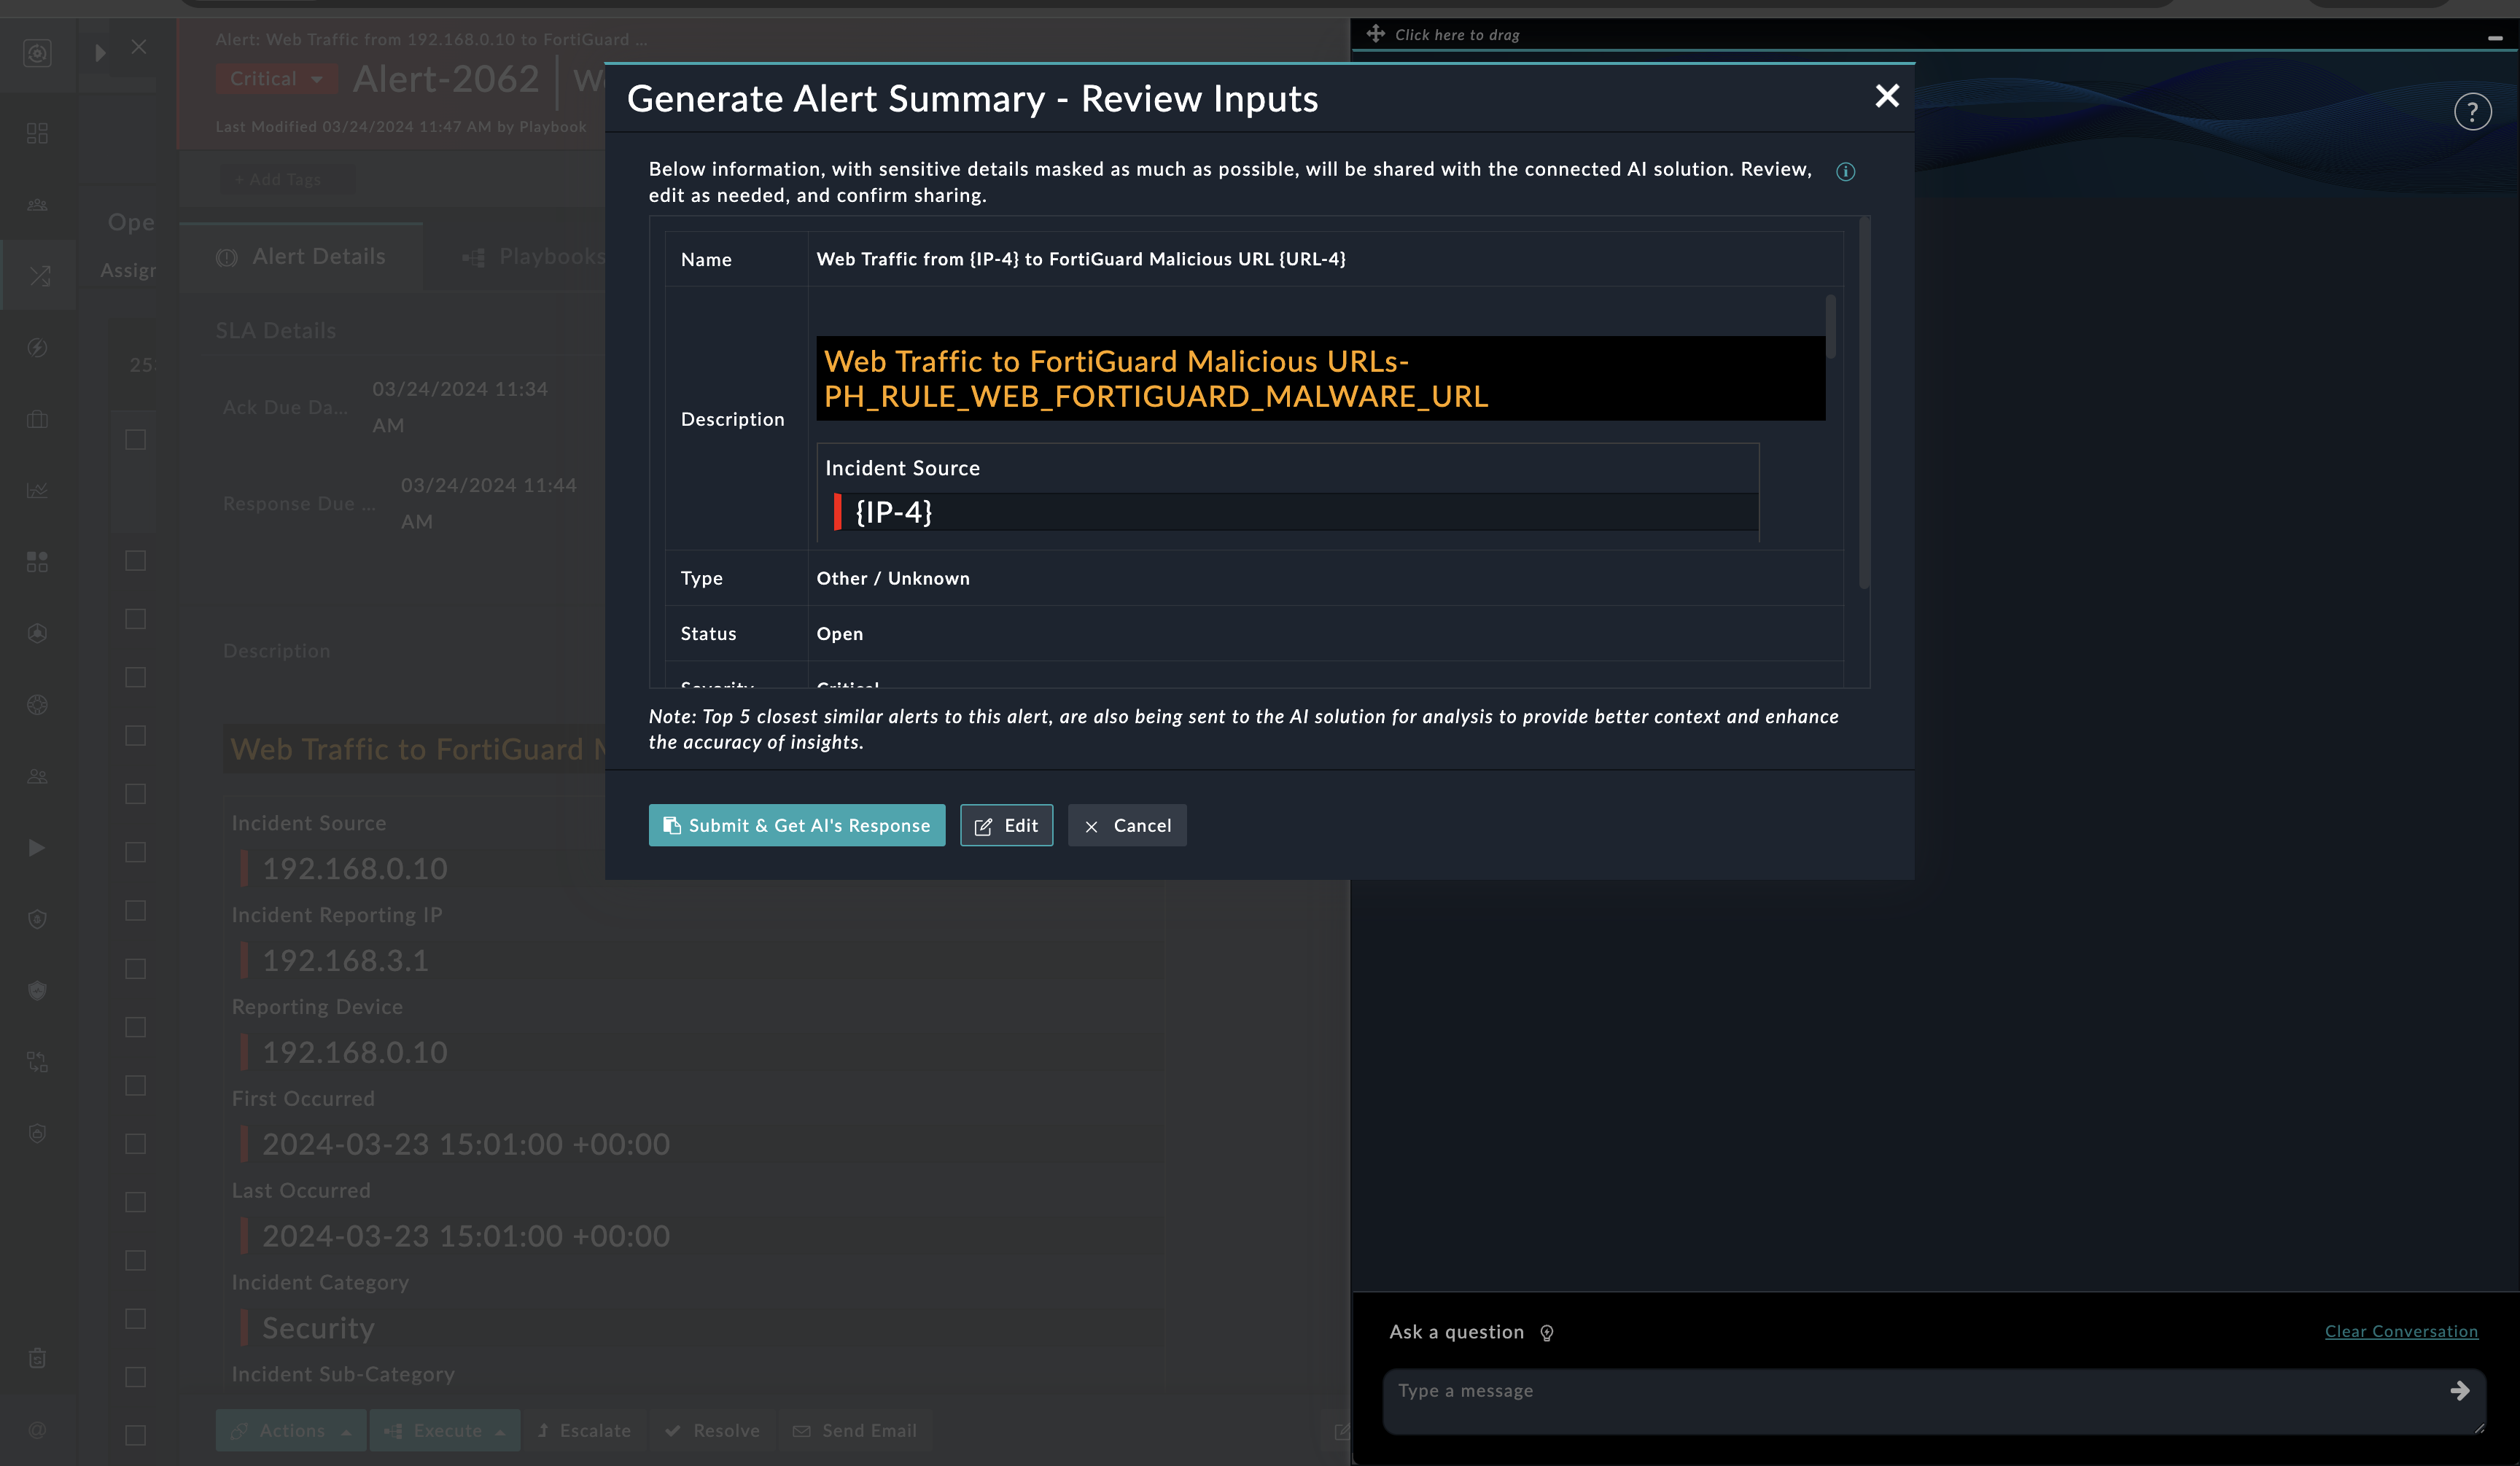 Alert: Web Traffic from 192.168.0.10 to FortiGuard ...
Critical
Alert-2062
Last Modified 03/24/2024 11:47 AM by Playbook
+ Add Tags
Alert Details
Playbooks
SLA Details
Ack Due Da...
03/24/2024 11:34
AM
Response Due ...
03/24/2024 11:44
AM
Description
Web Traffic to FortiGuard
Incident Source
192.168.0.10
Incident Reporting IP
192.168.3.1
Reporting Device
192.168.0.10
First Occurred
2024-03-23 15:01:00 +00:00
Last Occurred
2024-03-23 15:01:00 +00:00
Incident Category
Security
Incident Sub-Category
Actions
Execute
Escalate
Resolve
Send Email
Generate Alert Summary - Review Inputs
Below information, with sensitive details masked as much as possible, will be shared with the connected AI solution. Review,
edit as needed, and confirm sharing.
Name
Web Traffic from {IP-4} to FortiGuard Malicious URL {URL-4}
Description
Web Traffic to FortiGuard Malicious URLs-
PH_RULE_WEB_FORTIGUARD_MALWARE_URL
Incident Source
{IP-4}
Type
Other / Unknown
Status
Open
Severity
Critical
Note: Top 5 closest similar alerts to this alert, are also being sent to the AI solution for analysis to provide better context and enhance
the accuracy of insights.
Submit & Get AI's Response
Edit
Cancel
Click here to drag
?
Ask a question
Clear Conversation
Type a message